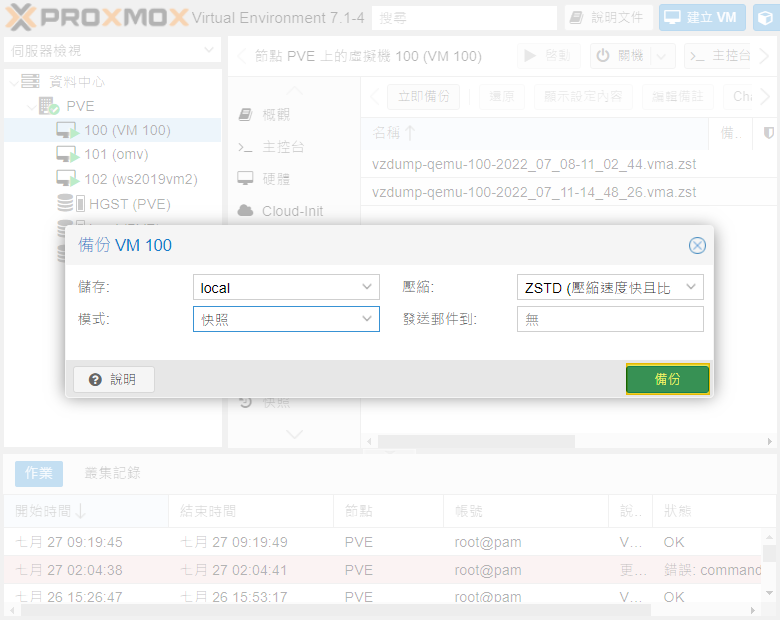 PROXMOX Virtual Environment 7.1-4 搜尋 說明文件 建立 VM
伺服器檢視
資料中心
PVE
100 (VM 100)
101 (omv)
102 (ws2019vm2)
HGST (PVE)
節點 PVE 上的虛擬機 100 (VM 100) 啟動 關機 主控台
概觀
主控台
硬體
Cloud-Init
快照
立即備份 還原 顯示設定內容 編輯備註 Cha
名稱 備..
vzdump-qemu-100-2022_07_08-11_02_44.vma.zst
vzdump-qemu-100-2022_07_11-14_48_26.vma.zst
備份 VM 100
儲存: local 壓縮: ZSTD (壓縮速度快且比
模式: 快照 發送郵件到: 無
說明 備份
作業 叢集記錄
開始時間 結束時間 節點 帳號 說... 狀態
七月 27 09:19:45 七月 27 09:19:49 PVE root@pam V... OK
七月 27 02:04:38 七月 27 02:04:41 PVE root@pam 更... 錯誤: command
七月 26 15:26:47 七月 26 15:53:17 PVE root@pam V... OK